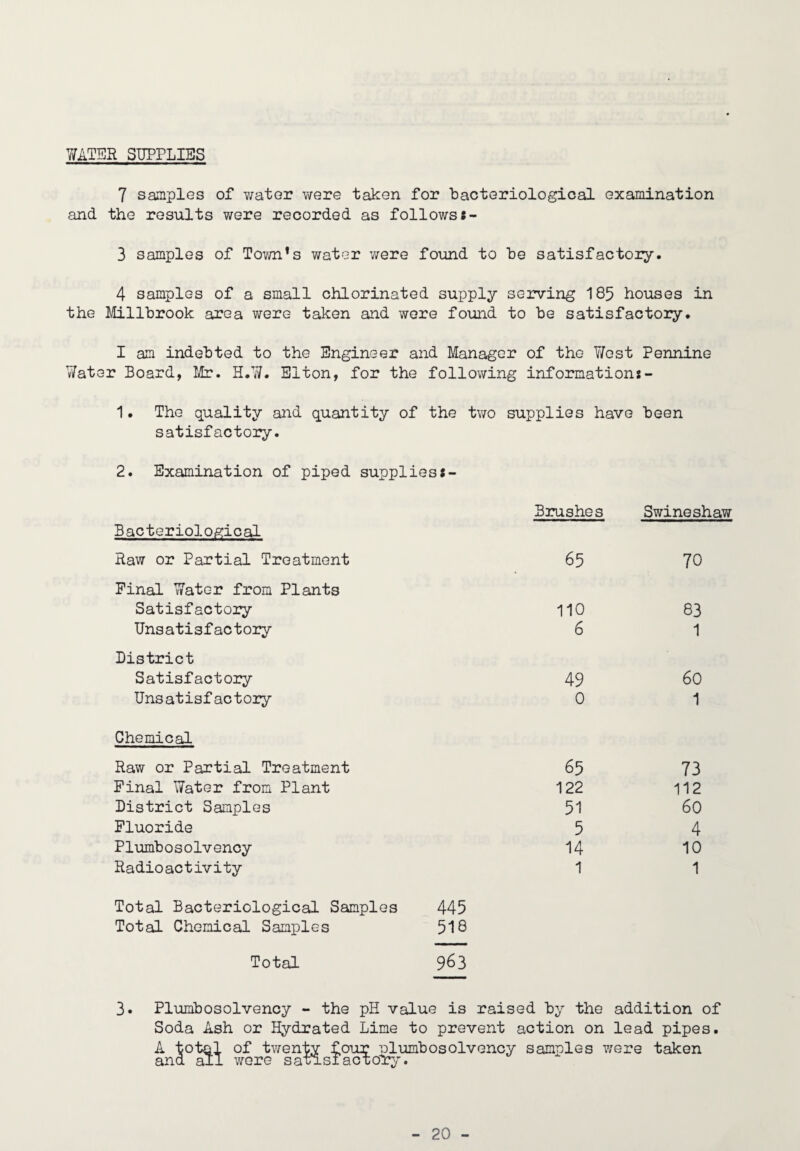 WATER SUPPLIES
7 samples of water were taken for bacteriological examination
and the results were recorded as follows:-
3 samples of Town's water were found to be satisfactory.
4 samples of a small chlorinated supply serving 185 houses in
the Millbrook area were taken and were found to be satisfactory.
I am indebted to the Engineer and Manager of the West Pennine
Water Board, Mr. H.W. Elton, for the following information:-
1. The quality and quantity of the two supplies have been
satisfactory.
2. Examination of piped supplies:-
Brushes Swineshaw
Bacteriological
Raw or Partial Treatment 65 70
Final Water from Plants
Satisfactory 110 83
Unsatisfactory 6 1
District
Satisfactory 49 60
Unsatisfactory 0 1
Chemical
Raw or Partial Treatment 65 73
Final Water from Plant 122 112
District Samples 51 60
Fluoride 5 4
Plumbosolvency 14 10
Radioactivity 1 1
Total Bacteriological Samples 445
Total Chemical Samples 518
Total 963
3. Plumbosolvency - the pH value is raised by the addition of
Soda Ash or Hydrated Lime to prevent action on lead pipes.
A total of twenty four plumbosolvency samples were taken
and all were satisfactory.
- 20 -